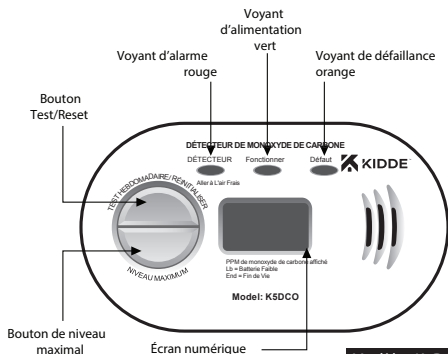 Voyant
d'alimentation
vert
Voyant d'alarme
rouge
Voyant de défaillance
orange
Bouton
Test/Reset
DÉTECTEUR DE MONOXYDE DE CARBONE
DÉTECTEUR
Fonctionner
Défaut
KIDDE
Aller à L'air Frais
TEST HEBDOMADAIRE/ RÉINITIALISER
NIVEAU MAXIMUM
PPM de monoxyde de carbone affiché
Lb = Batterie Faible
End = Fin de Vie
Model: K5DCO
Bouton de niveau
maximal
Écran numérique